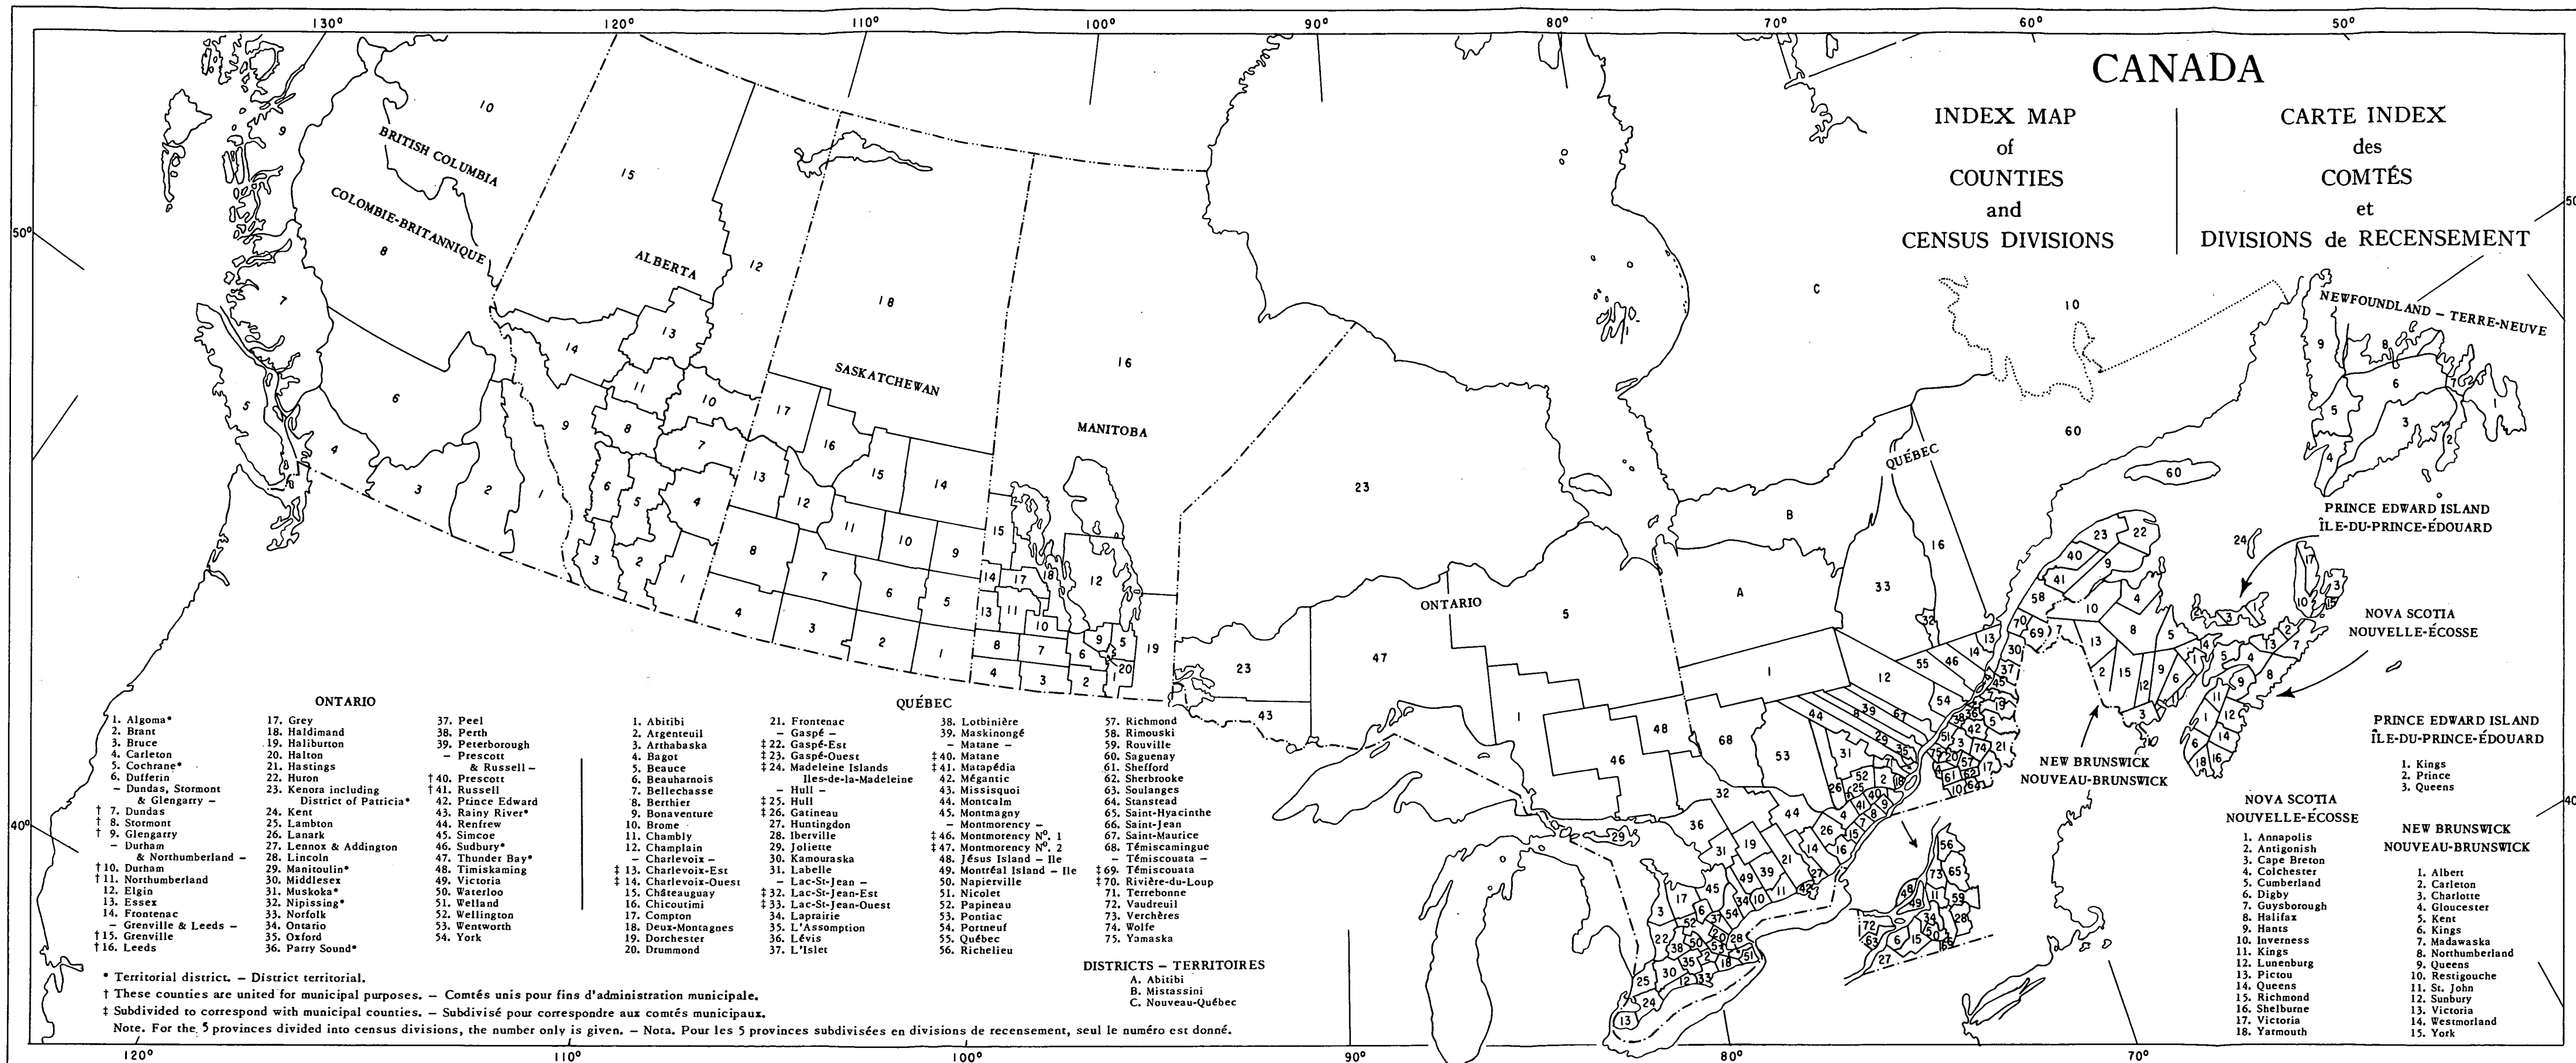 130° 120° 110° 100° 90° 80° 70° 60° 50°
CANADA
INDEX MAP
of
COUNTIES
and
CENSUS DIVISIONS
CARTE INDEX
des
COMTÉS
et
DIVISIONS de RECENSEMENT
BRITISH COLUMBIA
COLOMBIE-BRITANNIQUE
ALBERTA
SASKATCHEWAN
MANITOBA
ONTARIO
QUÉBEC
NEWFOUNDLAND – TERRE-NEUVE
PRINCE EDWARD ISLAND
ÎLE-DU-PRINCE-ÉDOUARD
NOVA SCOTIA
NOUVELLE-ÉCOSSE
NEW BRUNSWICK
NOUVEAU-BRUNSWICK
50°
40°
ONTARIO
1. Algoma*
2. Brant
3. Bruce
4. Carleton
5. Cochrane*
6. Dufferin
– Dundas, Stormont
& Glengarry –
† 7. Dundas
† 8. Stormont
† 9. Glengarry
– Durham
& Northumberland –
†10. Durham
†11. Northumberland
12. Elgin
13. Essex
14. Frontenac
– Grenville & Leeds –
†15. Grenville
†16. Leeds
17. Grey
18. Haldimand
19. Haliburton
20. Halton
21. Hastings
22. Huron
23. Kenora including
District of Patricia*
24. Kent
25. Lambton
26. Lanark
27. Lennox & Addington
28. Lincoln
29. Manitoulin*
30. Middlesex
31. Muskoka*
32. Nipissing*
33. Norfolk
34. Ontario
35. Oxford
36. Parry Sound*
37. Peel
38. Perth
39. Peterborough
– Prescott
& Russell –
†40. Prescott
†41. Russell
42. Prince Edward
43. Rainy River*
44. Renfrew
45. Simcoe
46. Sudbury*
47. Thunder Bay*
48. Timiskaming
49. Victoria
50. Waterloo
51. Welland
52. Wellington
53. Wentworth
54. York
QUÉBEC
1. Abitibi
2. Argenteuil
3. Arthabaska
4. Bagot
5. Beauce
6. Beauharnois
7. Bellechasse
8. Berthier
9. Bonaventure
10. Brome
11. Chambly
12. Champlain
– Charlevoix –
‡ 13. Charlevoix-Est
‡ 14. Charlevoix-Ouest
15. Châteauguay
16. Chicoutimi
17. Compton
18. Deux-Montagnes
19. Dorchester
20. Drummond
21. Frontenac
– Gaspé –
‡22. Gaspé-Est
‡23. Gaspé-Ouest
‡24. Madeleine Islands
Iles-de-la-Madeleine
– Hull –
‡25. Hull
‡26. Gatineau
27. Huntingdon
28. Iberville
29. Joliette
30. Kamouraska
31. Labelle
– Lac-St-Jean –
‡32. Lac-St-Jean-Est
‡33. Lac-St-Jean-Ouest
34. Laprairie
35. L'Assomption
36. Lévis
37. L'Islet
38. Lotbinière
39. Maskinongé
– Matane –
‡40. Matane
‡41. Matapédia
42. Mégantic
43. Missisquoi
44. Montcalm
45. Montmagny
– Montmorency –
‡46. Montmorency Nº. 1
‡47. Montmorency Nº. 2
48. Jésus Island – Ile
49. Montréal Island – Ile
50. Napierville
51. Nicolet
52. Papineau
53. Pontiac
54. Portneuf
55. Québec
56. Richelieu
57. Richmond
58. Rimouski
59. Rouville
60. Saguenay
61. Shefford
62. Sherbrooke
63. Soulanges
64. Stanstead
65. Saint-Hyacinthe
66. Saint-Jean
67. Saint-Maurice
68. Témiscamingue
– Témiscouata –
‡69. Témiscouata
‡70. Rivière-du-Loup
71. Terrebonne
72. Vaudreuil
73. Verchères
74. Wolfe
75. Yamaska
DISTRICTS – TERRITOIRES
A. Abitibi
B. Mistassini
C. Nouveau-Québec
PRINCE EDWARD ISLAND
ÎLE-DU-PRINCE-ÉDOUARD
1. Kings
2. Prince
3. Queens
NOVA SCOTIA
NOUVELLE-ÉCOSSE
1. Annapolis
2. Antigonish
3. Cape Breton
4. Colchester
5. Cumberland
6. Digby
7. Guysborough
8. Halifax
9. Hants
10. Inverness
11. Kings
12. Lunenburg
13. Pictou
14. Queens
15. Richmond
16. Shelburne
17. Victoria
18. Yarmouth
NEW BRUNSWICK
NOUVEAU-BRUNSWICK
1. Albert
2. Carleton
3. Charlotte
4. Gloucester
5. Kent
6. Kings
7. Madawaska
8. Northumberland
9. Queens
10. Restigouche
11. St. John
12. Sunbury
13. Victoria
14. Westmorland
15. York
* Territorial district. – District territorial.
† These counties are united for municipal purposes. – Comtés unis pour fins d'administration municipale.
‡ Subdivided to correspond with municipal counties. – Subdivisé pour correspondre aux comtés municipaux.
Note. For the 5 provinces divided into census divisions, the number only is given. – Nota. Pour les 5 provinces subdivisées en divisions de recensement, seul le numéro est donné.
120° 110° 100° 90° 80° 70°